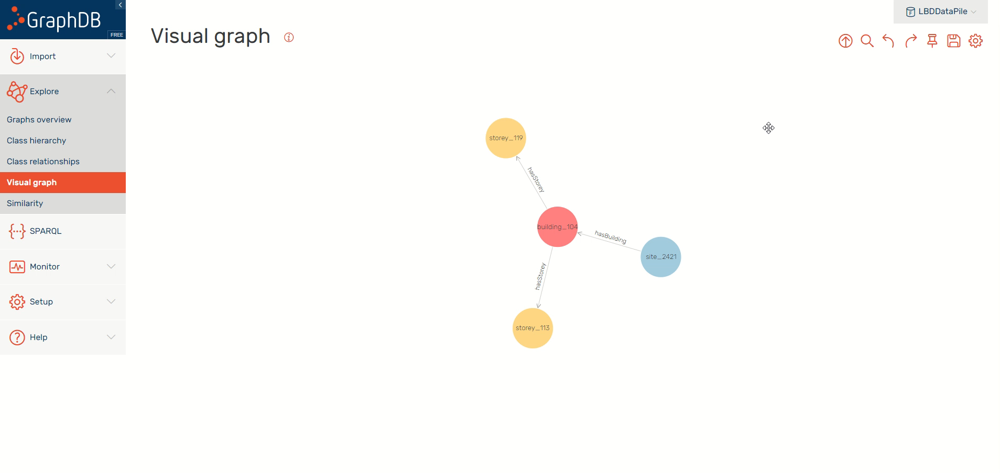 GraphDB
FREE
LBDDataPile
Visual graph
Import
Explore
Graphs overview
Class hierarchy
Class relationships
Visual graph
Similarity
SPARQL
Monitor
Setup
Help
storey_119
hasStorey
building_104
hasBuilding
site_2421
hasStorey
storey_113